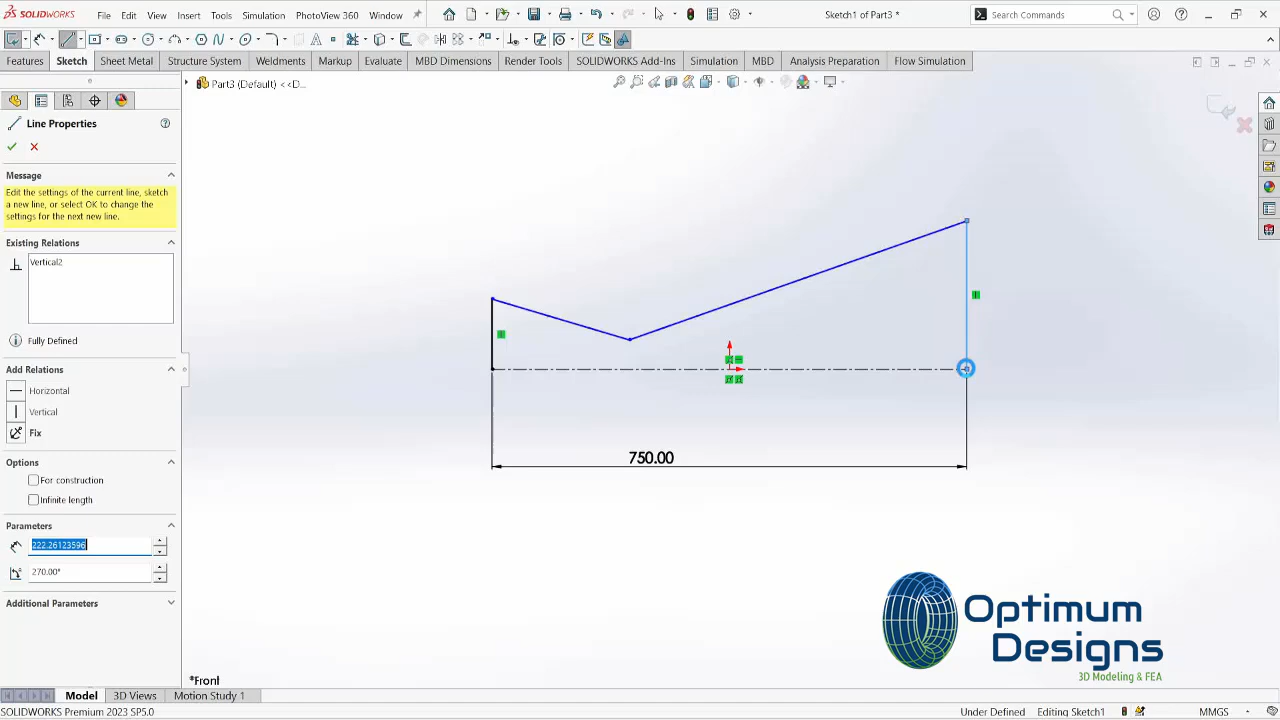 SOLIDWORKS File Edit View Insert Tools Simulation PhotoView 360 Window Sketch1 of Part3 * Search Commands
Features Sketch Sheet Metal Structure System Weldments Markup Evaluate MBD Dimensions Render Tools SOLIDWORKS Add-Ins Simulation MBD Analysis Preparation Flow Simulation
Part3 (Default) <<D...
Line Properties
Message
Edit the settings of the current line, sketch
a new line, or select OK to change the
settings for the next new line.
Existing Relations
Vertical2
Fully Defined
Add Relations
Horizontal
Vertical
Fix
Options
For construction
Infinite length
Parameters
222.26123596
270.00°
Additional Parameters
750.00
Optimum
Designs
3D Modeling & FEA
*Front
Model 3D Views Motion Study 1
SOLIDWORKS Premium 2023 SP5.0 Under Defined Editing Sketch1 MMGS